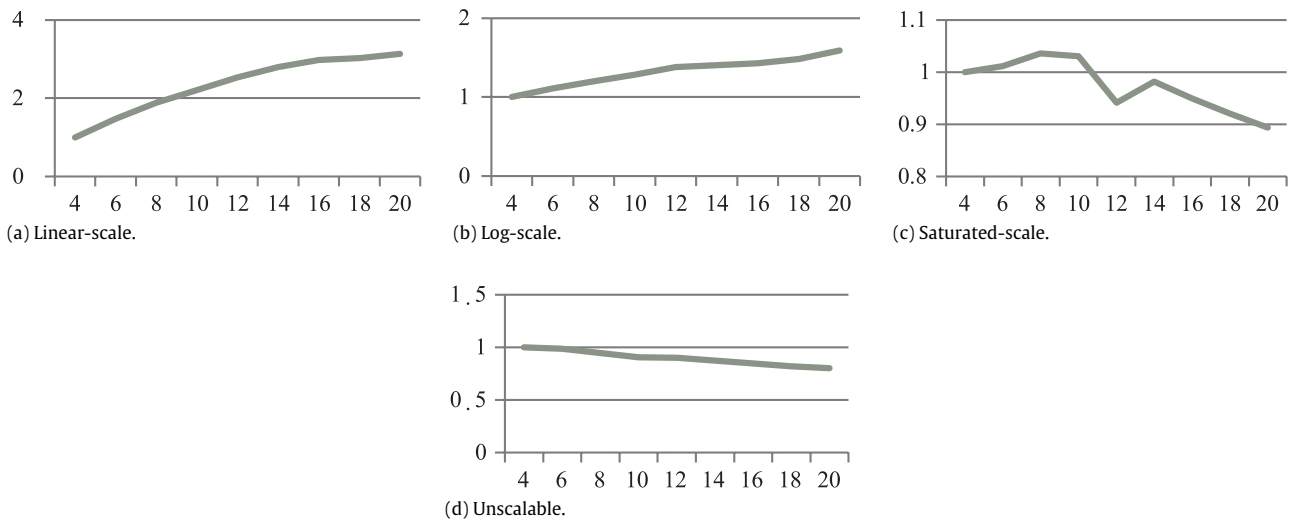 4
2
0
4 6 8 10 12 14 16 18 20
(a) Linear-scale.
2
1
0
4 6 8 10 12 14 16 18 20
(b) Log-scale.
1.1
1
0.9
0.8
4 6 8 10 12 14 16 18 20
(c) Saturated-scale.
1.5
1
0.5
0
4 6 8 10 12 14 16 18 20
(d) Unscalable.